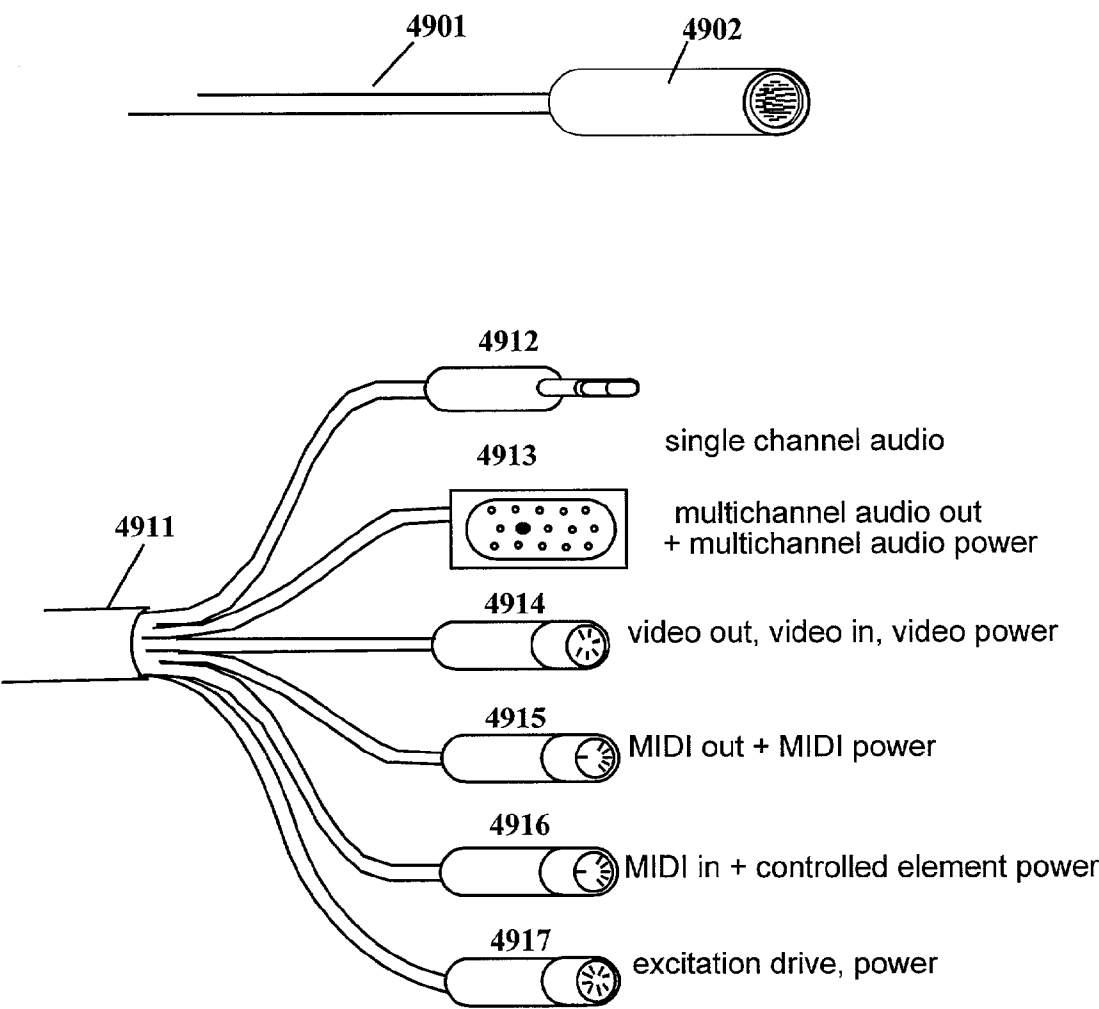 4901
4902
4912
single channel audio
4913
multichannel audio out
+ multichannel audio power
4911
4914
video out, video in, video power
4915
MIDI out + MIDI power
4916
MIDI in + controlled element power
4917
excitation drive, power